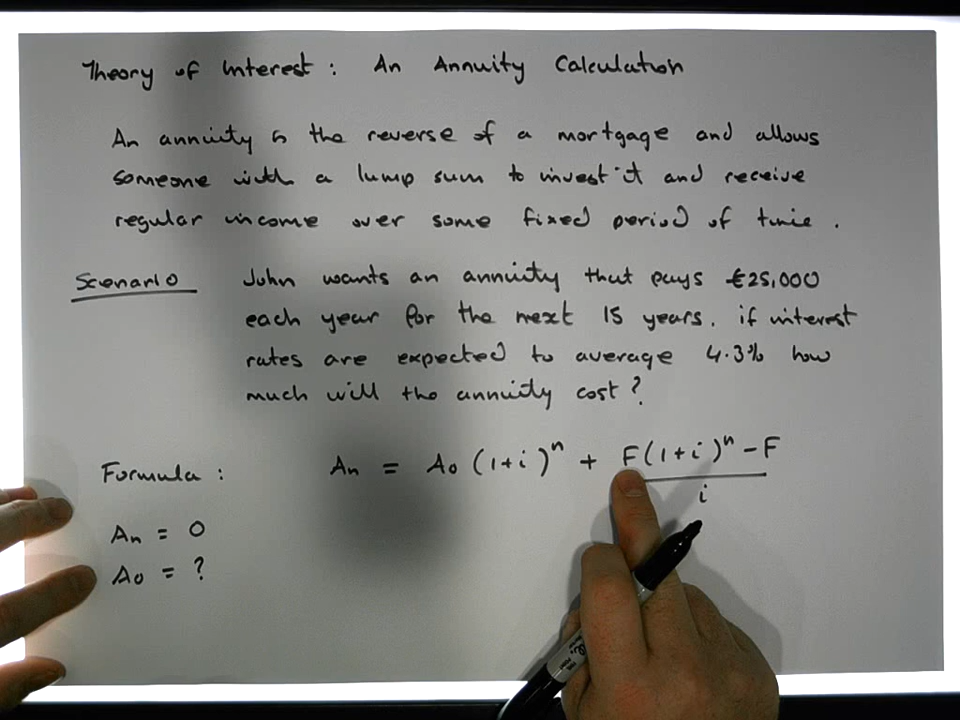 Theory of Interest: An Annuity Calculation
An annuity is the reverse of a mortgage and allows
someone with a lump sum to invest it and receive
regular income over some fixed period of time.
Scenario John wants an annuity that pays €25,000
each year for the next 15 years. if interest
rates are expected to average 4.3% how
much will the annuity cost?
Formula: An = A0 (1+i)^n + F(1+i)^n - F
i
An = 0
A0 = ?